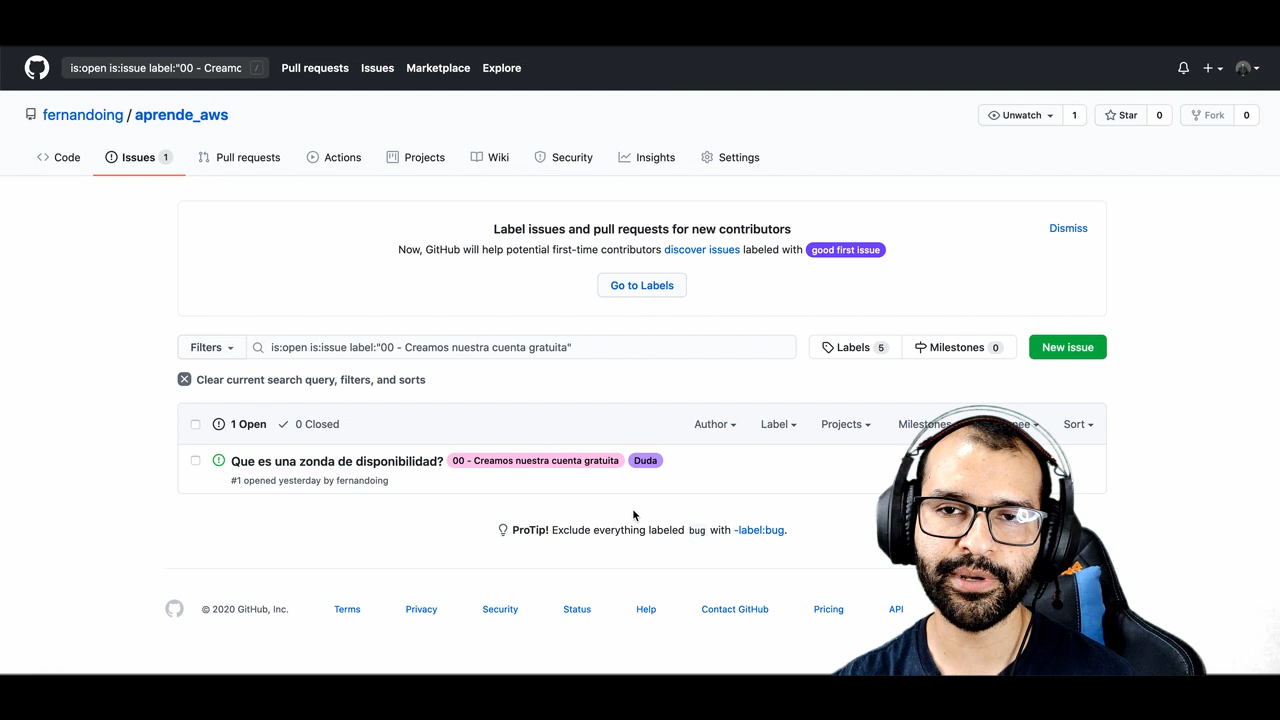 is:open is:issue label:"00 - Creamc /
Pull requests Issues Marketplace Explore
fernandoing / aprende_aws
Unwatch 1 Star 0 Fork 0
Code Issues 1 Pull requests Actions Projects Wiki Security Insights Settings
Label issues and pull requests for new contributors
Dismiss
Now, GitHub will help potential first-time contributors discover issues labeled with good first issue
Go to Labels
Filters is:open is:issue label:"00 - Creamos nuestra cuenta gratuita" Labels 5 Milestones 0 New issue
Clear current search query, filters, and sorts
1 Open 0 Closed Author Label Projects Milestones Sort
Que es una zonda de disponibilidad? 00 - Creamos nuestra cuenta gratuita Duda
#1 opened yesterday by fernandoing
ProTip! Exclude everything labeled bug with -label:bug.
© 2020 GitHub, Inc. Terms Privacy Security Status Help Contact GitHub Pricing API